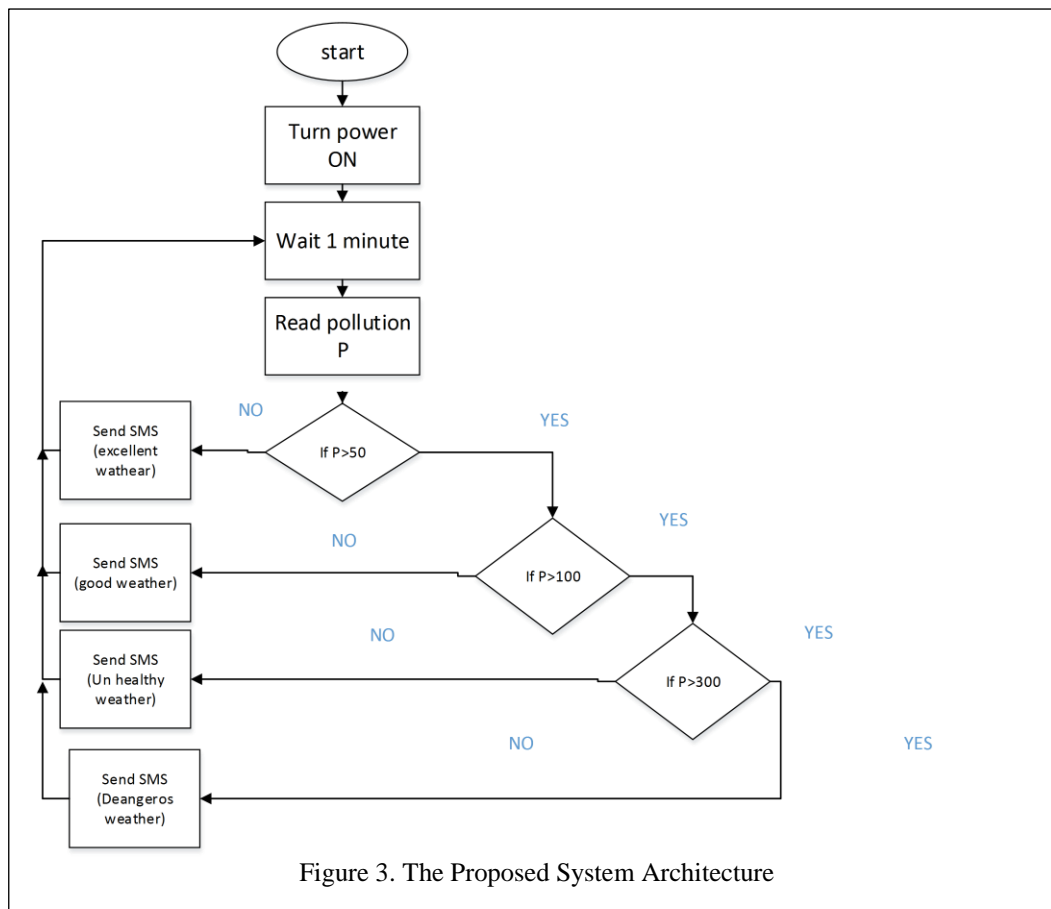 start
Turn power
ON
Wait 1 minute
Read pollution
P
NO
YES
Send SMS
(excellent
wathear)
If P>50
YES
NO
Send SMS
(good weather)
If P>100
NO
YES
Send SMS
(Un healthy
weather)
If P>300
NO
YES
Send SMS
(Deangeros
weather)
Figure 3. The Proposed System Architecture